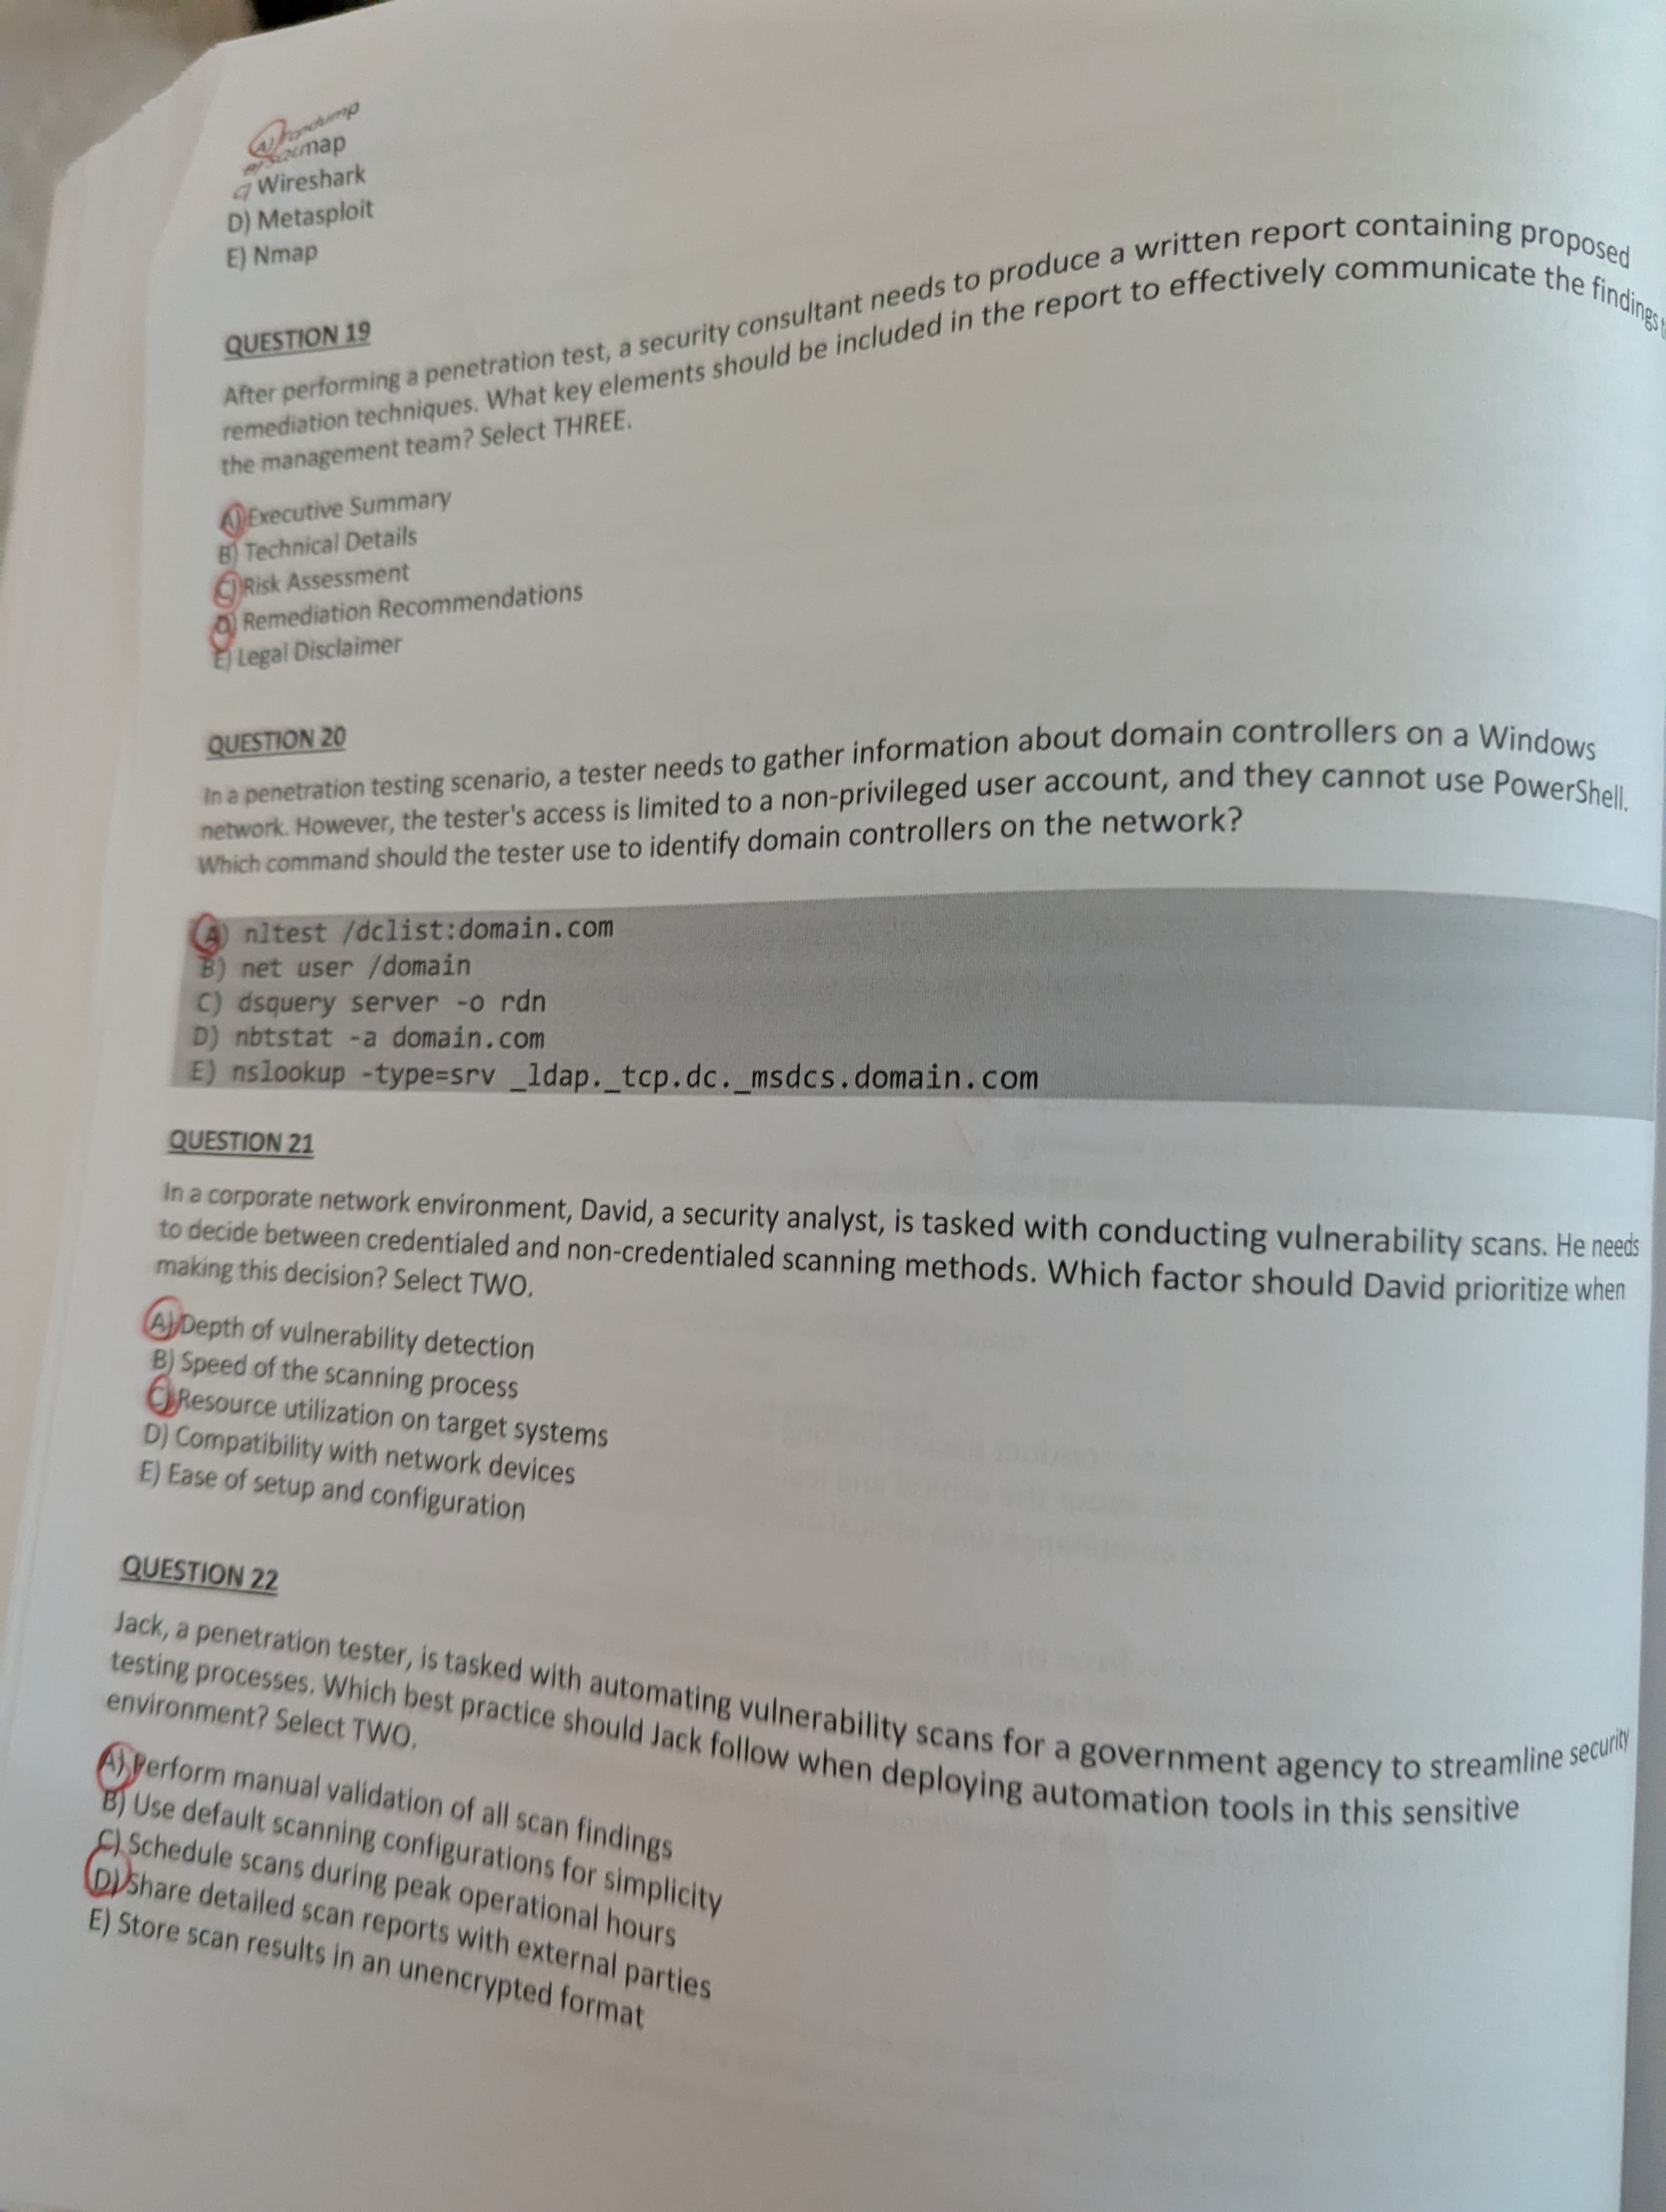 A) Tcpdump
B) SQLmap
C) Wireshark
D) Metasploit
E) Nmap
QUESTION 19
After performing a penetration test, a security consultant needs to produce a written report containing proposed
remediation techniques. What key elements should be included in the report to effectively communicate the findings
the management team? Select THREE.
A) Executive Summary
B) Technical Details
C) Risk Assessment
D) Remediation Recommendations
E) Legal Disclaimer
QUESTION 20
In a penetration testing scenario, a tester needs to gather information about domain controllers on a Windows
network. However, the tester's access is limited to a non-privileged user account, and they cannot use PowerShell.
Which command should the tester use to identify domain controllers on the network?
A) nltest /dclist:domain.com
B) net user /domain
C) dsquery server -o rdn
D) nbtstat -a domain.com
E) nslookup -type=srv _ldap._tcp.dc._msdcs.domain.com
QUESTION 21
In a corporate network environment, David, a security analyst, is tasked with conducting vulnerability scans. He needs
to decide between credentialed and non-credentialed scanning methods. Which factor should David prioritize when
making this decision? Select TWO.
A) Depth of vulnerability detection
B) Speed of the scanning process
C) Resource utilization on target systems
D) Compatibility with network devices
E) Ease of setup and configuration
QUESTION 22
Jack, a penetration tester, is tasked with automating vulnerability scans for a government agency to streamline security
testing processes. Which best practice should Jack follow when deploying automation tools in this sensitive
environment? Select TWO.
A) Perform manual validation of all scan findings
B) Use default scanning configurations for simplicity
C) Schedule scans during peak operational hours
D) Share detailed scan reports with external parties
E) Store scan results in an unencrypted format